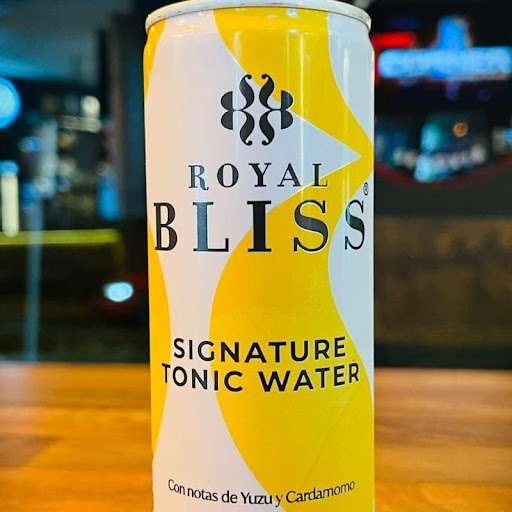 ROYAL
BLISS®
SIGNATURE
TONIC WATER
Con notas de Yuzu y Cardamomo